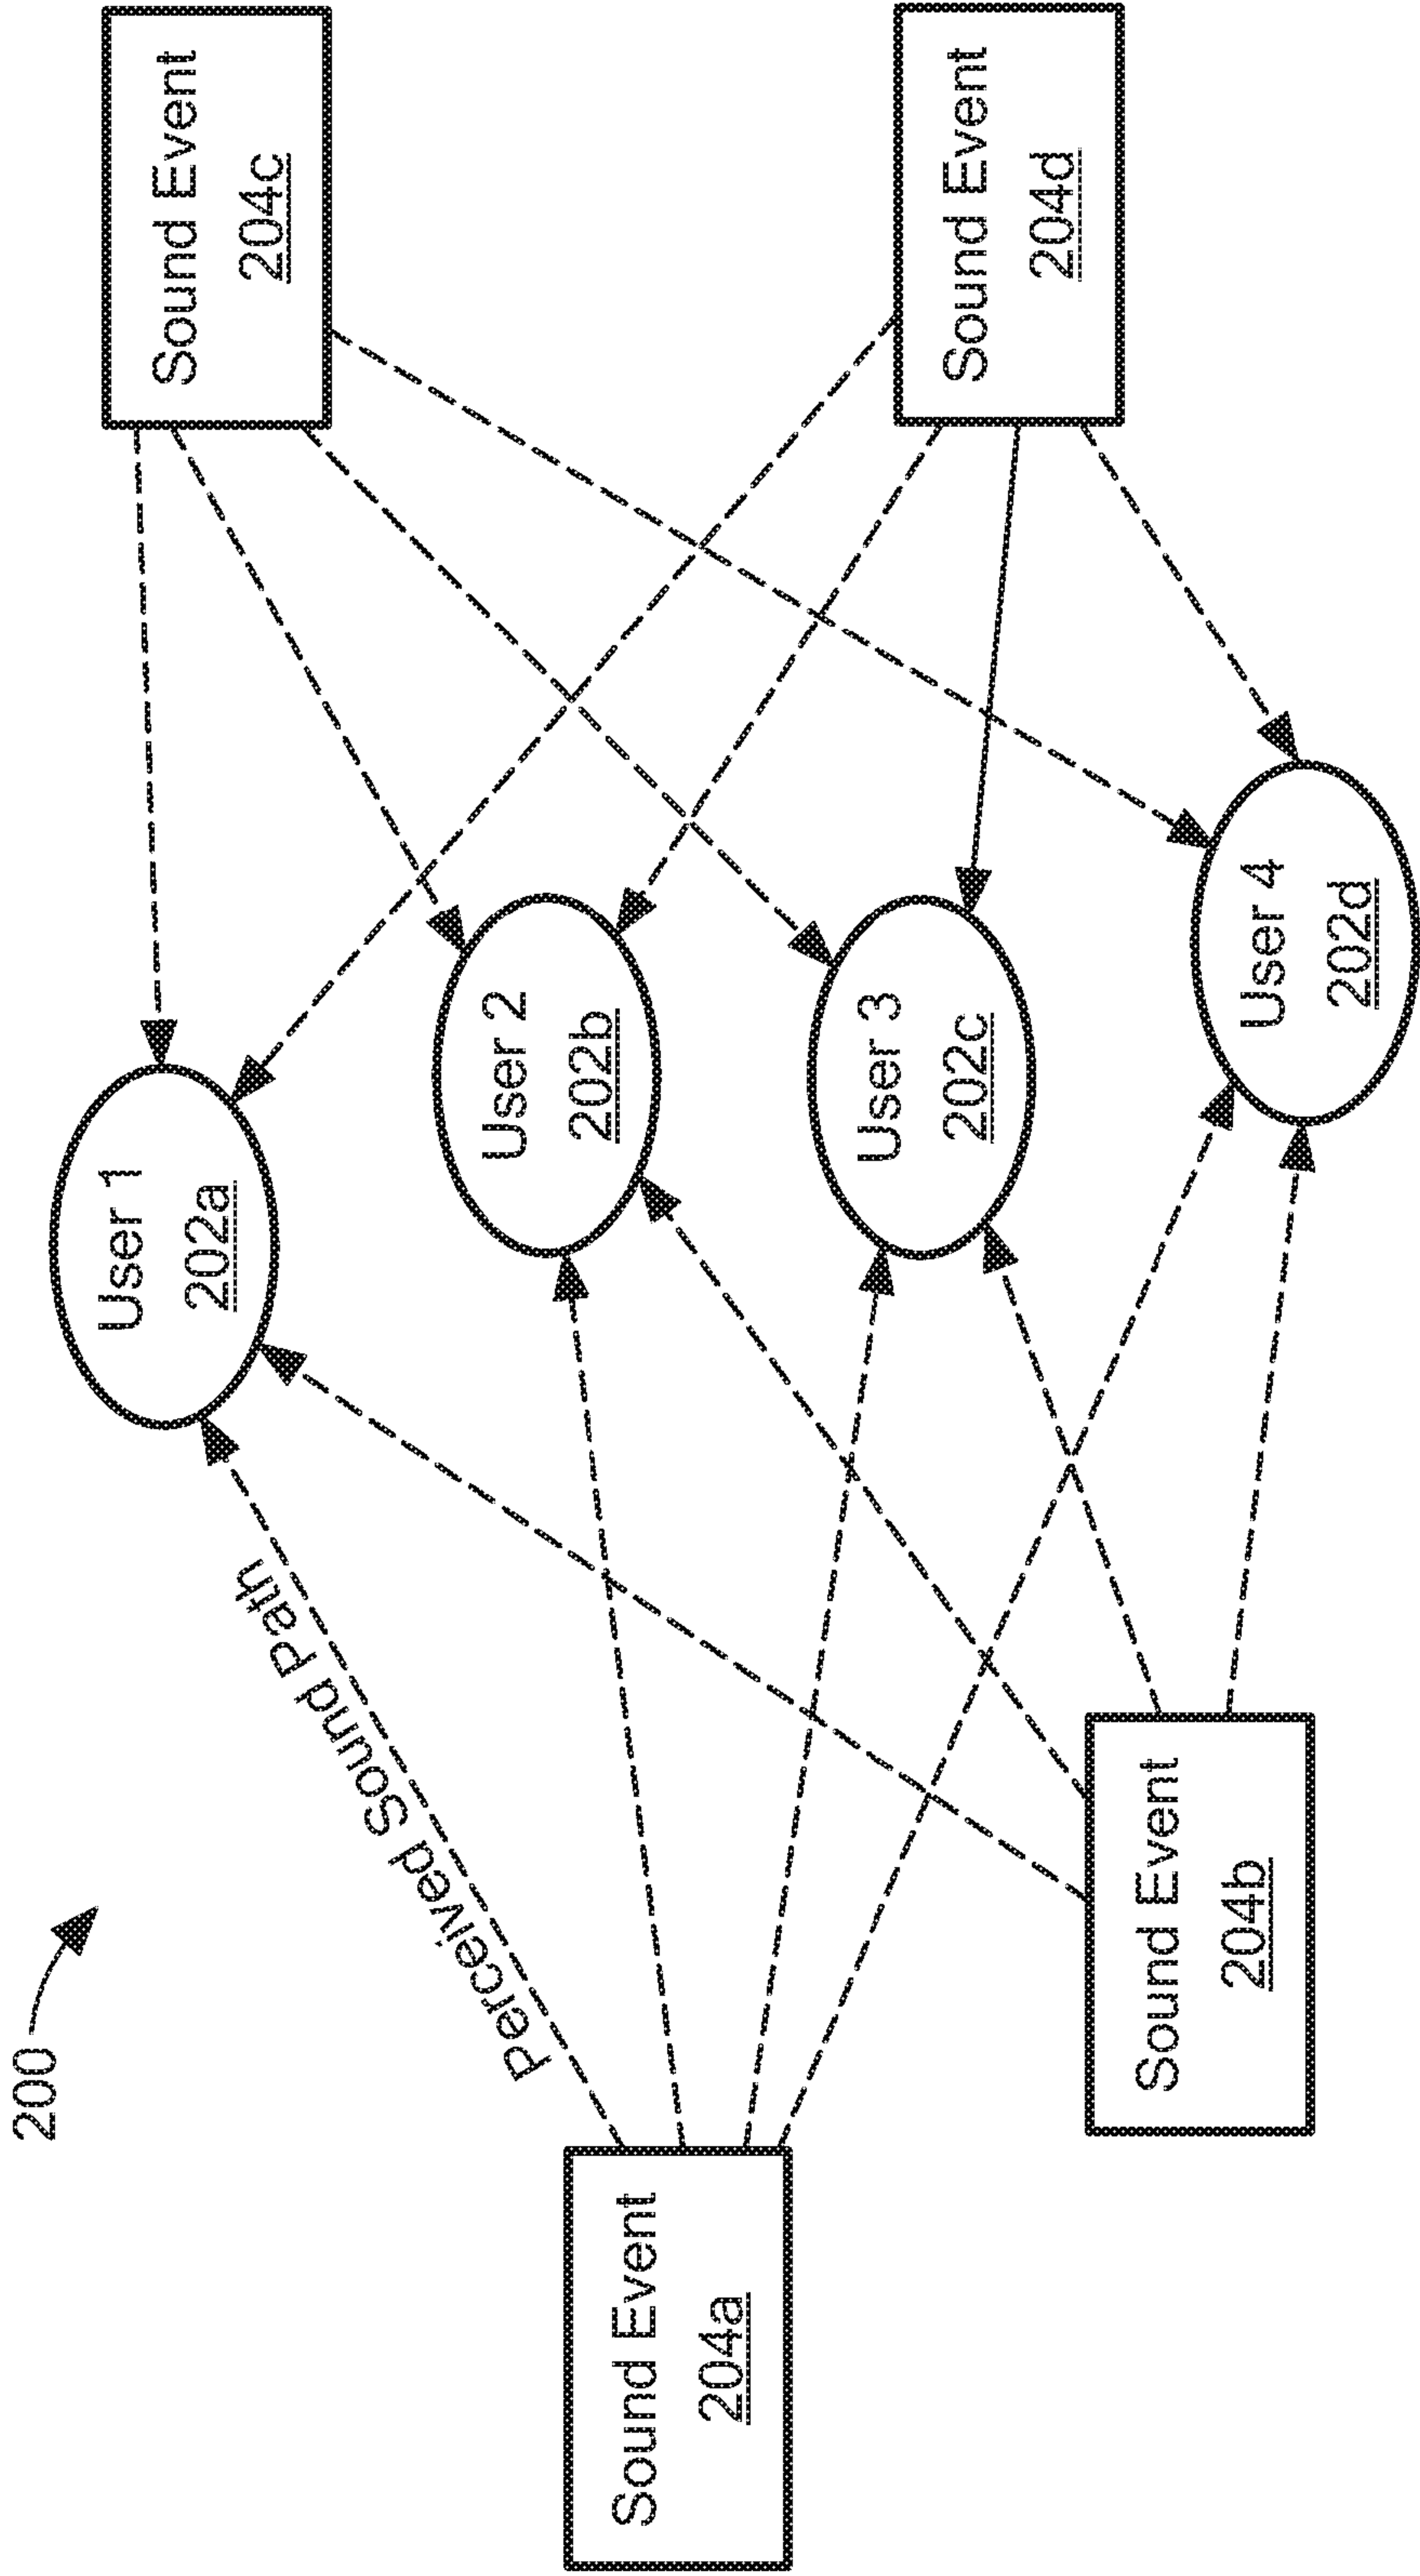 200
Sound Event
204a
Perceived Sound Path
Sound Event
204b
User 1
202a
User 2
202b
User 3
202c
User 4
202d
Sound Event
204c
Sound Event
204d